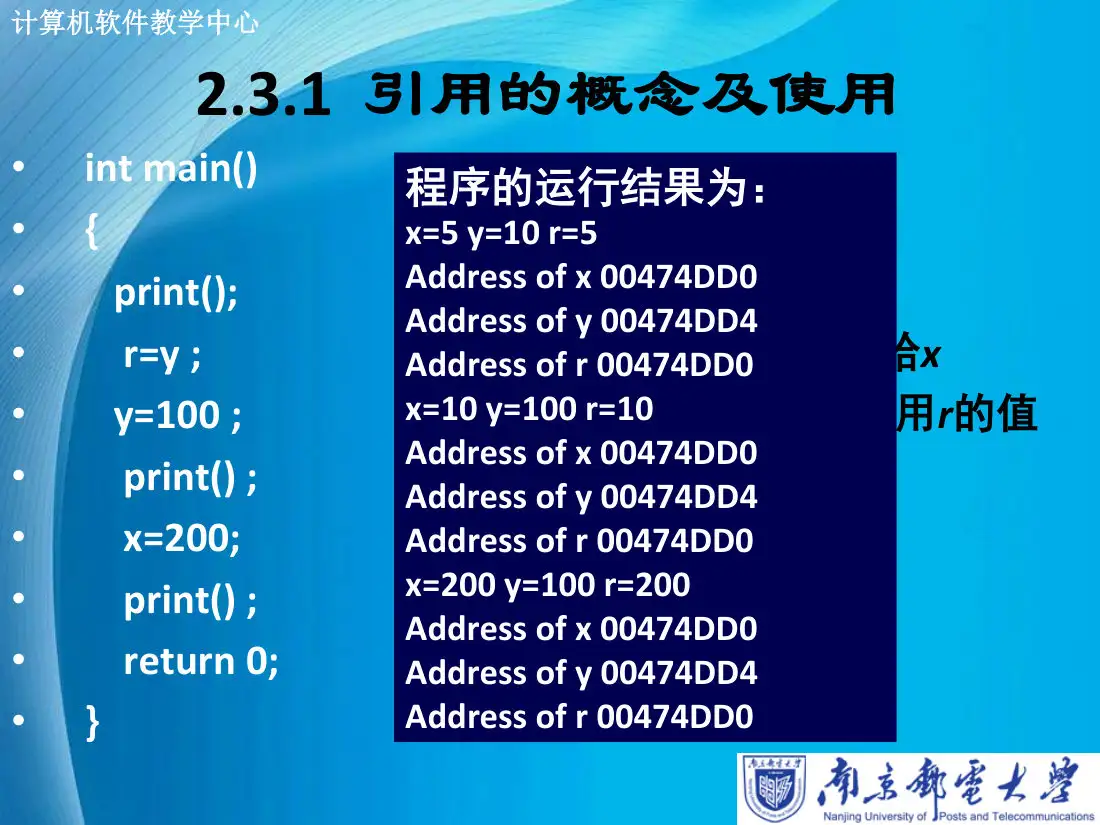 计算机软件教学中心
2.3.1 引用的概念及使用
• int main()
• {
• print();
• r=y ;
• y=100 ;
• print() ;
• x=200;
• print() ;
• return 0;
• }
程序的运行结果为：
x=5 y=10 r=5
Address of x 00474DD0
Address of y 00474DD4
Address of r 00474DD0
x=10 y=100 r=10
Address of x 00474DD0
Address of y 00474DD4
Address of r 00474DD0
x=200 y=100 r=200
Address of x 00474DD0
Address of y 00474DD4
Address of r 00474DD0
给x
用r的值
南京邮电大学
Nanjing University of Posts and Telecommunications